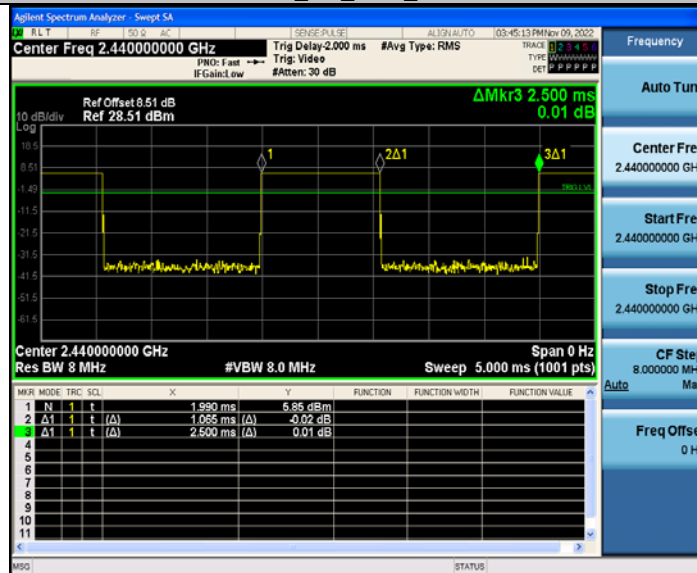 Agilent Spectrum Analyzer - Swept SA
RLT RF 50 Ω AC SENSE:PULSE ALIGN AUTO 03:45:13 PM Nov 09, 2022
Center Freq 2.440000000 GHz
PNO: Fast
IFGain:Low
Trig Delay-2.000 ms
Trig: Video
#Atten: 30 dB
#Avg Type: RMS
TRACE 1 2 3 4 5 6
TYPE WWWWWW
DET P P P P P P
Ref Offset 8.51 dB
10 dB/div Ref 28.51 dBm
Log
ΔMkr3 2.500 ms
0.01 dB
18.5
8.51
-1.49
-11.5
-21.5
-31.5
-41.5
-51.5
-61.5
1
2Δ1
3Δ1
TRIG LVL
Center 2.440000000 GHz Span 0 Hz
Res BW 8 MHz #VBW 8.0 MHz Sweep 5.000 ms (1001 pts)
MKR MODE TRC SCL X Y FUNCTION FUNCTION WIDTH FUNCTION VALUE
1 N 1 t 1.990 ms 5.85 dBm
2 Δ1 1 t (Δ) 1.065 ms (Δ) -0.02 dB
3 Δ1 1 t (Δ) 2.500 ms (Δ) 0.01 dB
4
5
6
7
8
9
10
11
MSG STATUS
Frequency
Auto Tun
Center Fre
2.440000000 GH
Start Fre
2.440000000 GH
Stop Fre
2.440000000 GH
CF Ste
8.000000 MH
Auto Ma
Freq Offse
0 H